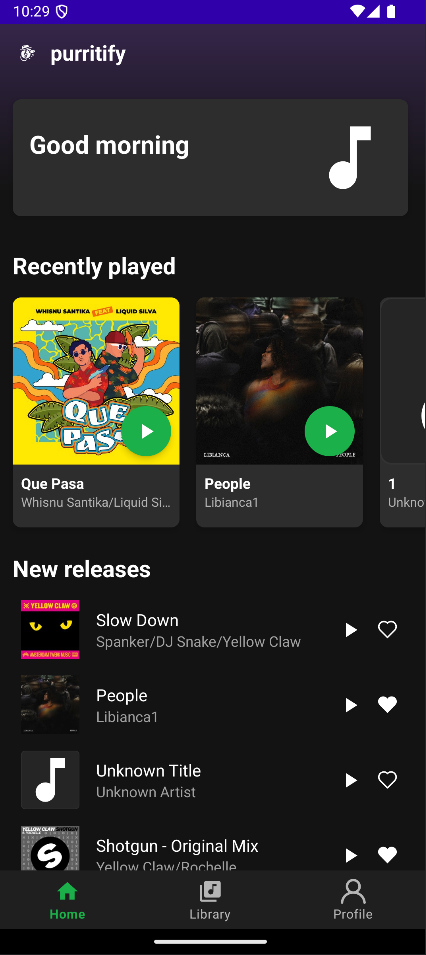 10:29
purritify
Good morning
Recently played
WHISNU SANTIKA FEAT LIQUID SILVA
QUE
PASA
LIBIANCA PEOPLE
Que Pasa
Whisnu Santika/Liquid Si...
People
Libianca1
1
Unkno
New releases
YELLOW CLAW
Slow Down
Spanker/DJ Snake/Yellow Claw
People
Libianca1
Unknown Title
Unknown Artist
YELLOW CLAW SHOTGUN
Shotgun - Original Mix
Yellow Claw/Rochelle
Home
Library
Profile